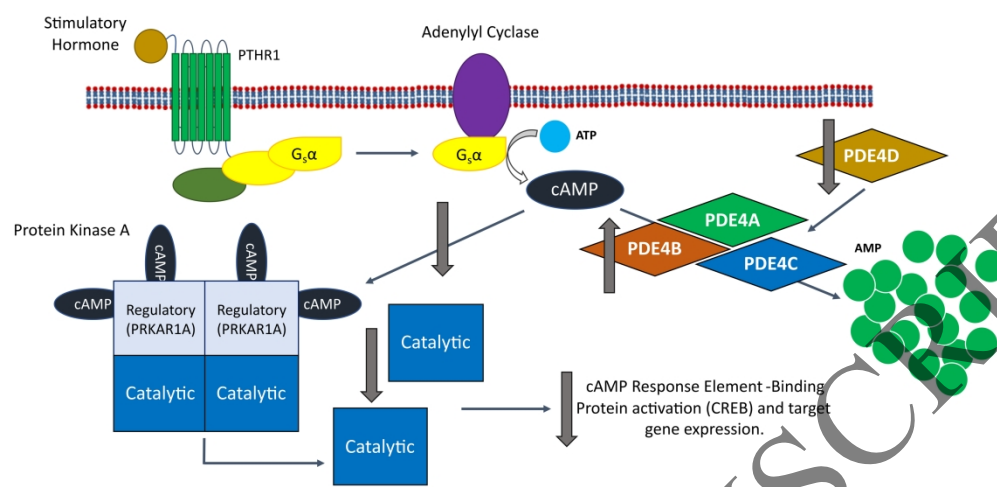 Stimulatory
Hormone
PTHR1
Adenylyl Cyclase
Gₛα
Gₛα
ATP
cAMP
PDE4D
PDE4A
PDE4B
PDE4C
AMP
Protein Kinase A
cAMP
cAMP
cAMP
cAMP
Regulatory
(PRKAR1A)
Regulatory
(PRKAR1A)
Catalytic
Catalytic
Catalytic
Catalytic
cAMP Response Element -Binding
Protein activation (CREB) and target
gene expression.